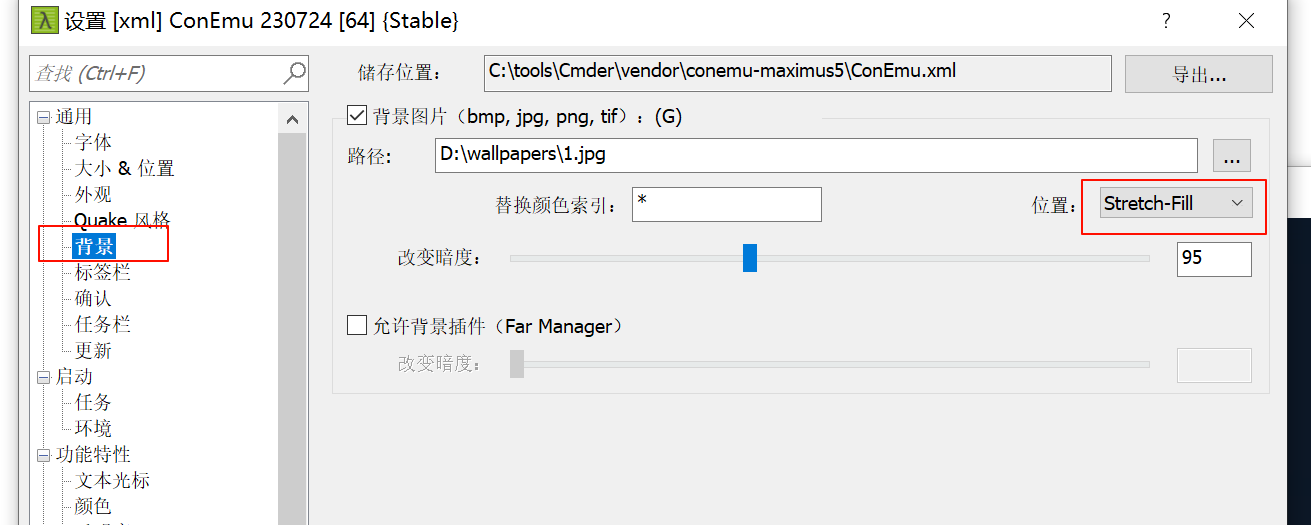 设置 [xml] ConEmu 230724 [64] {Stable}
查找 (Ctrl+F)
储存位置：
C:\tools\Cmder\vendor\conemu-maximus5\ConEmu.xml
导出...
通用
字体
大小 & 位置
外观
Quake 风格
背景
标签栏
确认
任务栏
更新
启动
任务
环境
功能特性
文本光标
颜色
背景图片（bmp, jpg, png, tif）：(G)
路径:
D:\wallpapers\1.jpg
...
替换颜色索引：
*
位置：
Stretch-Fill
改变暗度：
95
允许背景插件（Far Manager）
改变暗度：